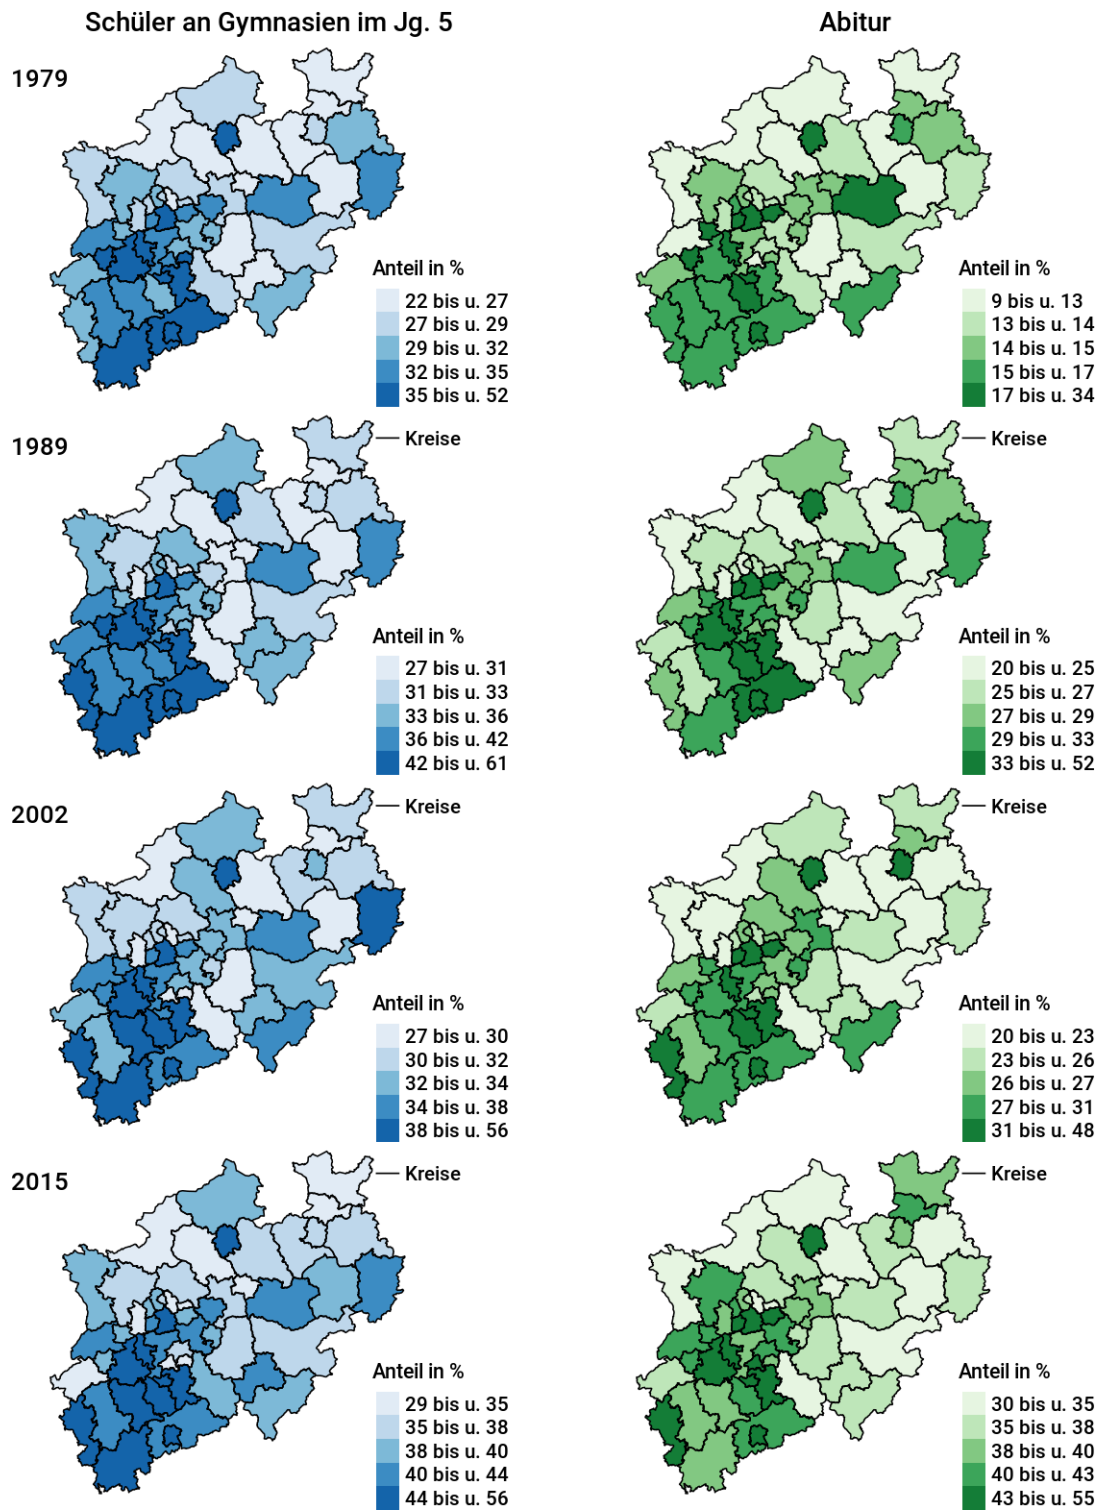 Schüler an Gymnasien im Jg. 5
Abitur
1979
Anteil in %
22 bis u. 27
27 bis u. 29
29 bis u. 32
32 bis u. 35
35 bis u. 52
Anteil in %
9 bis u. 13
13 bis u. 14
14 bis u. 15
15 bis u. 17
17 bis u. 34
1989
Kreise
Anteil in %
27 bis u. 31
31 bis u. 33
33 bis u. 36
36 bis u. 42
42 bis u. 61
Kreise
Anteil in %
20 bis u. 25
25 bis u. 27
27 bis u. 29
29 bis u. 33
33 bis u. 52
2002
Kreise
Anteil in %
27 bis u. 30
30 bis u. 32
32 bis u. 34
34 bis u. 38
38 bis u. 56
Kreise
Anteil in %
20 bis u. 23
23 bis u. 26
26 bis u. 27
27 bis u. 31
31 bis u. 48
2015
Kreise
Anteil in %
29 bis u. 35
35 bis u. 38
38 bis u. 40
40 bis u. 44
44 bis u. 56
Kreise
Anteil in %
30 bis u. 35
35 bis u. 38
38 bis u. 40
40 bis u. 43
43 bis u. 55